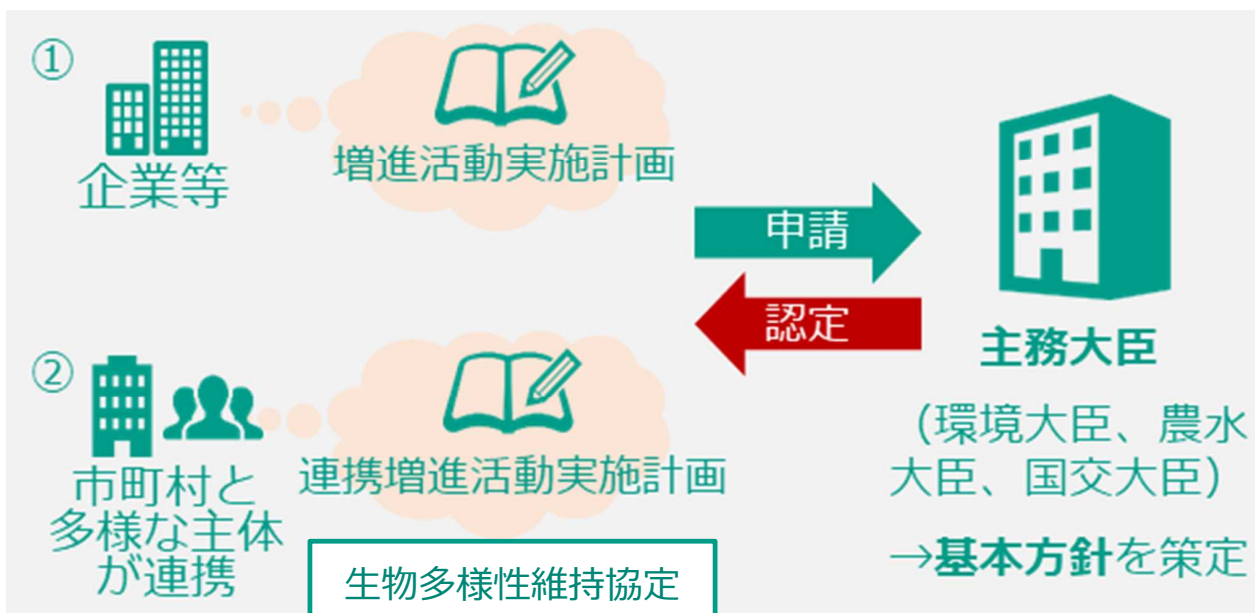 ①
企業等
増進活動実施計画
申請
認定
主務大臣
（環境大臣、農水
大臣、国交大臣）
→基本方針を策定
②
市町村と
多様な主体
が連携
連携増進活動実施計画
生物多様性維持協定